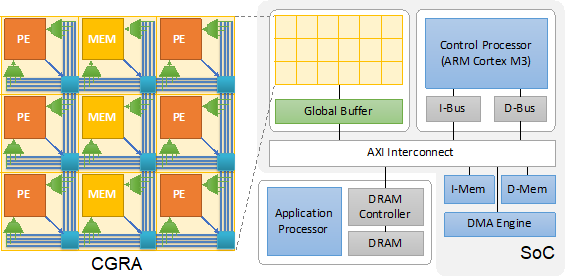 PE MEM PE
PE MEM PE
PE MEM PE
CGRA
Global Buffer
Control Processor
(ARM Cortex M3)
I-Bus D-Bus
AXI Interconnect
Application
Processor
DRAM
Controller
DRAM
I-Mem D-Mem
DMA Engine
SoC